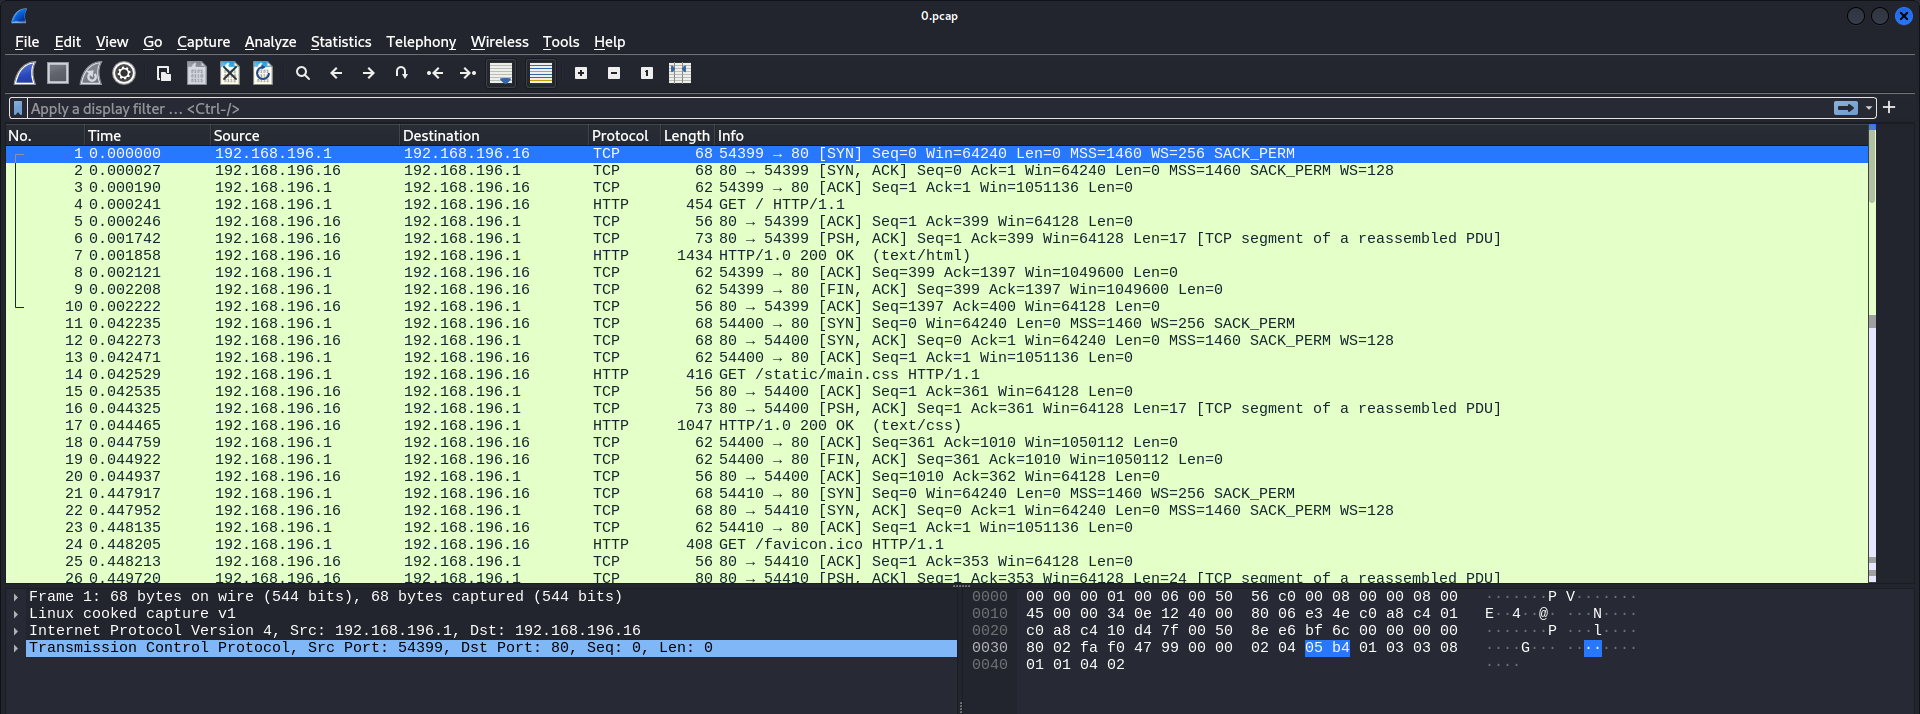 0.pcap
File Edit View Go Capture Analyze Statistics Telephony Wireless Tools Help
Apply a display filter … <Ctrl-/>
No. Time Source Destination Protocol Length Info
1 0.000000 192.168.196.1 192.168.196.16 TCP 68 54399 → 80 [SYN] Seq=0 Win=64240 Len=0 MSS=1460 WS=256 SACK_PERM
2 0.000027 192.168.196.16 192.168.196.1 TCP 68 80 → 54399 [SYN, ACK] Seq=0 Ack=1 Win=64240 Len=0 MSS=1460 SACK_PERM WS=128
3 0.000190 192.168.196.1 192.168.196.16 TCP 62 54399 → 80 [ACK] Seq=1 Ack=1 Win=1051136 Len=0
4 0.000241 192.168.196.1 192.168.196.16 HTTP 454 GET / HTTP/1.1
5 0.000246 192.168.196.16 192.168.196.1 TCP 56 80 → 54399 [ACK] Seq=1 Ack=399 Win=64128 Len=0
6 0.001742 192.168.196.16 192.168.196.1 TCP 73 80 → 54399 [PSH, ACK] Seq=1 Ack=399 Win=64128 Len=17 [TCP segment of a reassembled PDU]
7 0.001858 192.168.196.16 192.168.196.1 HTTP 1434 HTTP/1.0 200 OK  (text/html)
8 0.002121 192.168.196.1 192.168.196.16 TCP 62 54399 → 80 [ACK] Seq=399 Ack=1397 Win=1049600 Len=0
9 0.002208 192.168.196.1 192.168.196.16 TCP 62 54399 → 80 [FIN, ACK] Seq=399 Ack=1397 Win=1049600 Len=0
10 0.002222 192.168.196.16 192.168.196.1 TCP 56 80 → 54399 [ACK] Seq=1397 Ack=400 Win=64128 Len=0
11 0.042235 192.168.196.1 192.168.196.16 TCP 68 54400 → 80 [SYN] Seq=0 Win=64240 Len=0 MSS=1460 WS=256 SACK_PERM
12 0.042273 192.168.196.16 192.168.196.1 TCP 68 80 → 54400 [SYN, ACK] Seq=0 Ack=1 Win=64240 Len=0 MSS=1460 SACK_PERM WS=128
13 0.042471 192.168.196.1 192.168.196.16 TCP 62 54400 → 80 [ACK] Seq=1 Ack=1 Win=1051136 Len=0
14 0.042529 192.168.196.1 192.168.196.16 HTTP 416 GET /static/main.css HTTP/1.1
15 0.042535 192.168.196.16 192.168.196.1 TCP 56 80 → 54400 [ACK] Seq=1 Ack=361 Win=64128 Len=0
16 0.044325 192.168.196.16 192.168.196.1 TCP 73 80 → 54400 [PSH, ACK] Seq=1 Ack=361 Win=64128 Len=17 [TCP segment of a reassembled PDU]
17 0.044465 192.168.196.16 192.168.196.1 HTTP 1047 HTTP/1.0 200 OK  (text/css)
18 0.044759 192.168.196.1 192.168.196.16 TCP 62 54400 → 80 [ACK] Seq=361 Ack=1010 Win=1050112 Len=0
19 0.044922 192.168.196.1 192.168.196.16 TCP 62 54400 → 80 [FIN, ACK] Seq=361 Ack=1010 Win=1050112 Len=0
20 0.044937 192.168.196.16 192.168.196.1 TCP 56 80 → 54400 [ACK] Seq=1010 Ack=362 Win=64128 Len=0
21 0.447917 192.168.196.1 192.168.196.16 TCP 68 54410 → 80 [SYN] Seq=0 Win=64240 Len=0 MSS=1460 WS=256 SACK_PERM
22 0.447952 192.168.196.16 192.168.196.1 TCP 68 80 → 54410 [SYN, ACK] Seq=0 Ack=1 Win=64240 Len=0 MSS=1460 SACK_PERM WS=128
23 0.448135 192.168.196.1 192.168.196.16 TCP 62 54410 → 80 [ACK] Seq=1 Ack=1 Win=1051136 Len=0
24 0.448205 192.168.196.1 192.168.196.16 HTTP 408 GET /favicon.ico HTTP/1.1
25 0.448213 192.168.196.16 192.168.196.1 TCP 56 80 → 54410 [ACK] Seq=1 Ack=353 Win=64128 Len=0
26 0.449720 192.168.196.16 192.168.196.1 TCP 80 80 → 54410 [PSH, ACK] Seq=1 Ack=353 Win=64128 Len=24 [TCP segment of a reassembled PDU]
Frame 1: 68 bytes on wire (544 bits), 68 bytes captured (544 bits)
Linux cooked capture v1
Internet Protocol Version 4, Src: 192.168.196.1, Dst: 192.168.196.16
Transmission Control Protocol, Src Port: 54399, Dst Port: 80, Seq: 0, Len: 0
0000 00 00 00 01 00 06 00 50 56 c0 00 08 00 00 08 00 ·······P V·······
0010 45 00 00 34 0e 12 40 00 80 06 e3 4e c0 a8 c4 01 E··4··@· ···N····
0020 c0 a8 c4 10 d4 7f 00 50 8e e6 bf 6c 00 00 00 00 ·······P ···l····
0030 80 02 fa f0 47 99 00 00 02 04 05 b4 01 03 03 08 ····G··· ········
0040 01 01 04 02 ····